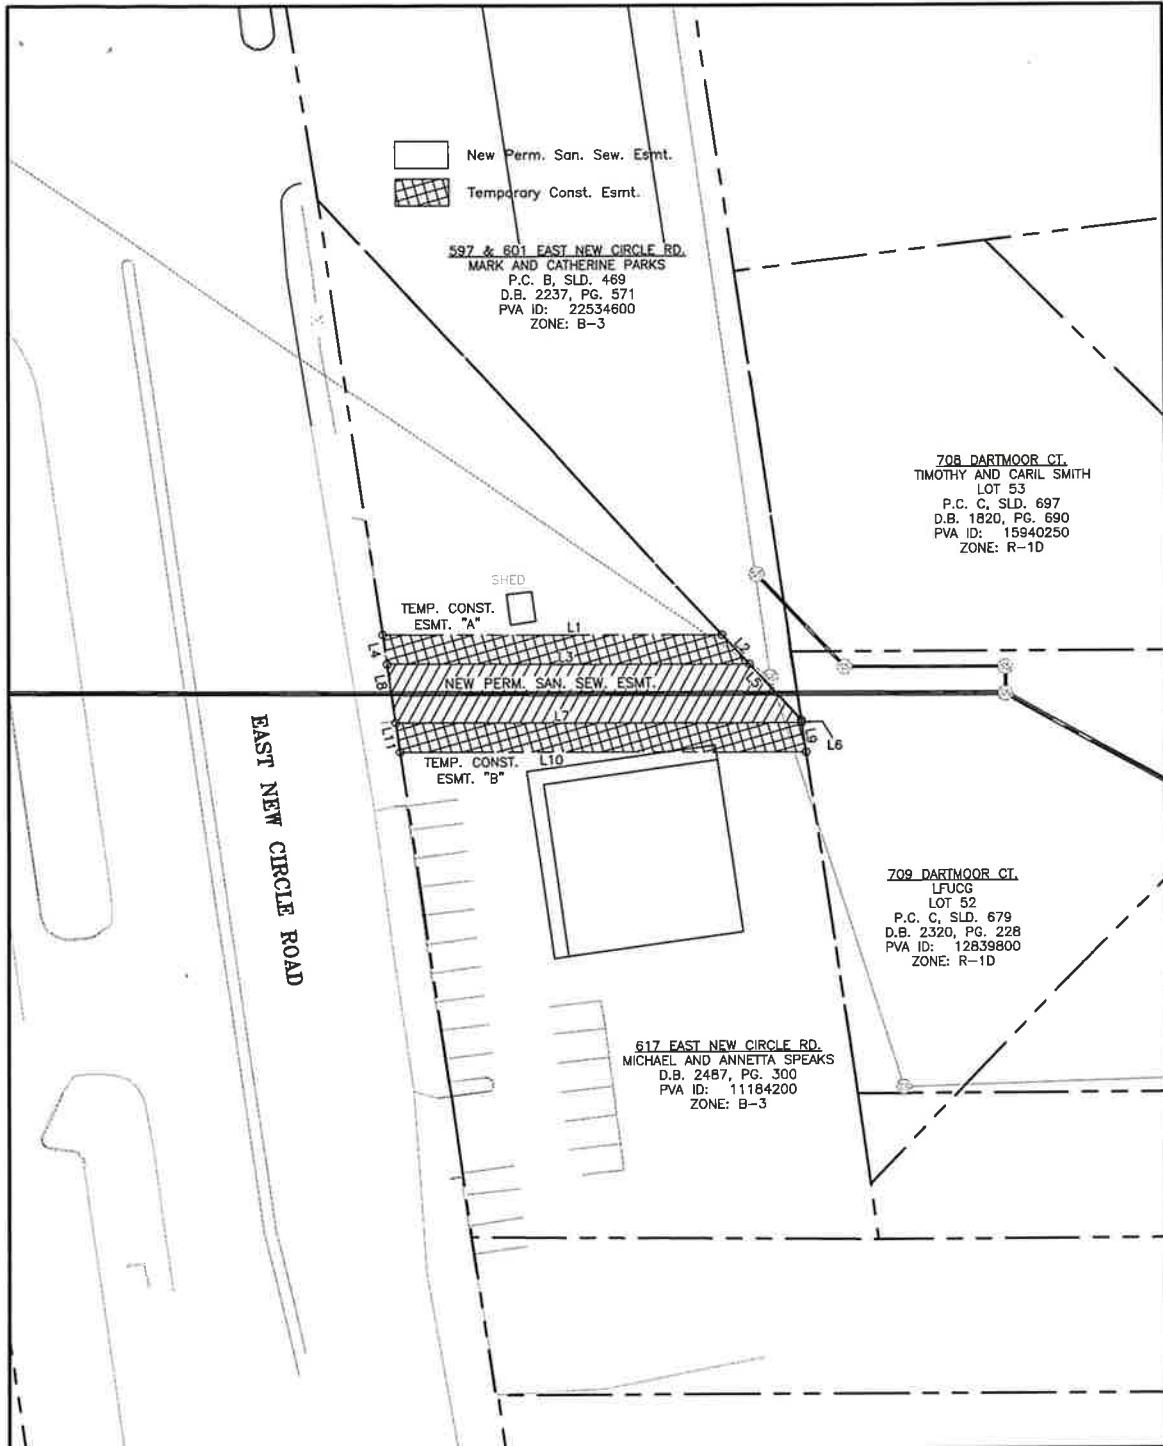 New Perm. San. Sew. Esmt.
Temporary Const. Esmt.
597 & 601 EAST NEW CIRCLE RD.
MARK AND CATHERINE PARKS
P.C. B, SLD. 469
D.B. 2237, PG. 571
PVA ID: 22534600
ZONE: B-3
708 DARTMOOR CT.
TIMOTHY AND CARIL SMITH
LOT 53
P.C. C, SLD. 697
D.B. 1820, PG. 690
PVA ID: 15940250
ZONE: R-1D
SHED
TEMP. CONST.
ESMT. "A"
L1
L2
L4
L3
L5
L8
NEW PERM. SAN. SEW. ESMT.
L7
L11
L9
L6
L10
TEMP. CONST.
ESMT. "B"
EAST NEW CIRCLE ROAD
709 DARTMOOR CT.
LFUCG
LOT 52
P.C. C, SLD. 679
D.B. 2320, PG. 228
PVA ID: 12839800
ZONE: R-1D
617 EAST NEW CIRCLE RD.
MICHAEL AND ANNETTA SPEAKS
D.B. 2487, PG. 300
PVA ID: 11184200
ZONE: B-3